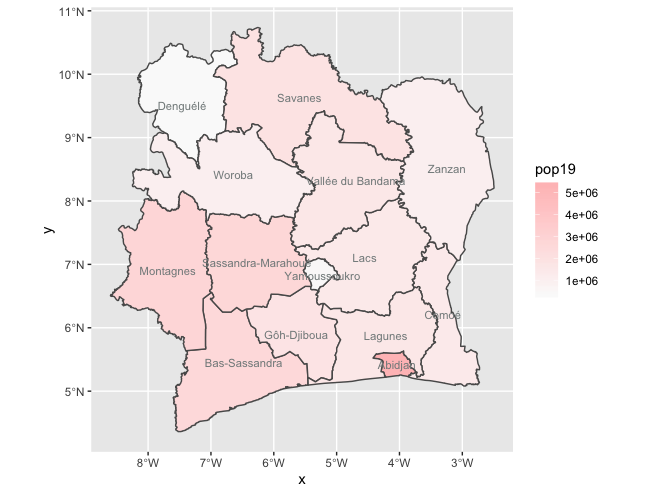 11°N
10°N
9°N
8°N
7°N
6°N
5°N
y
Denguélé
Savanes
Woroba
Vallée du Bandama
Zanzan
Montagnes
Sassandra-Marahoué
Yamoussoukro
Lacs
Comoé
Gôh-Djiboua
Lagunes
Bas-Sassandra
Abidjan
8°W 7°W 6°W 5°W 4°W 3°W
x
pop19
5e+06
4e+06
3e+06
2e+06
1e+06